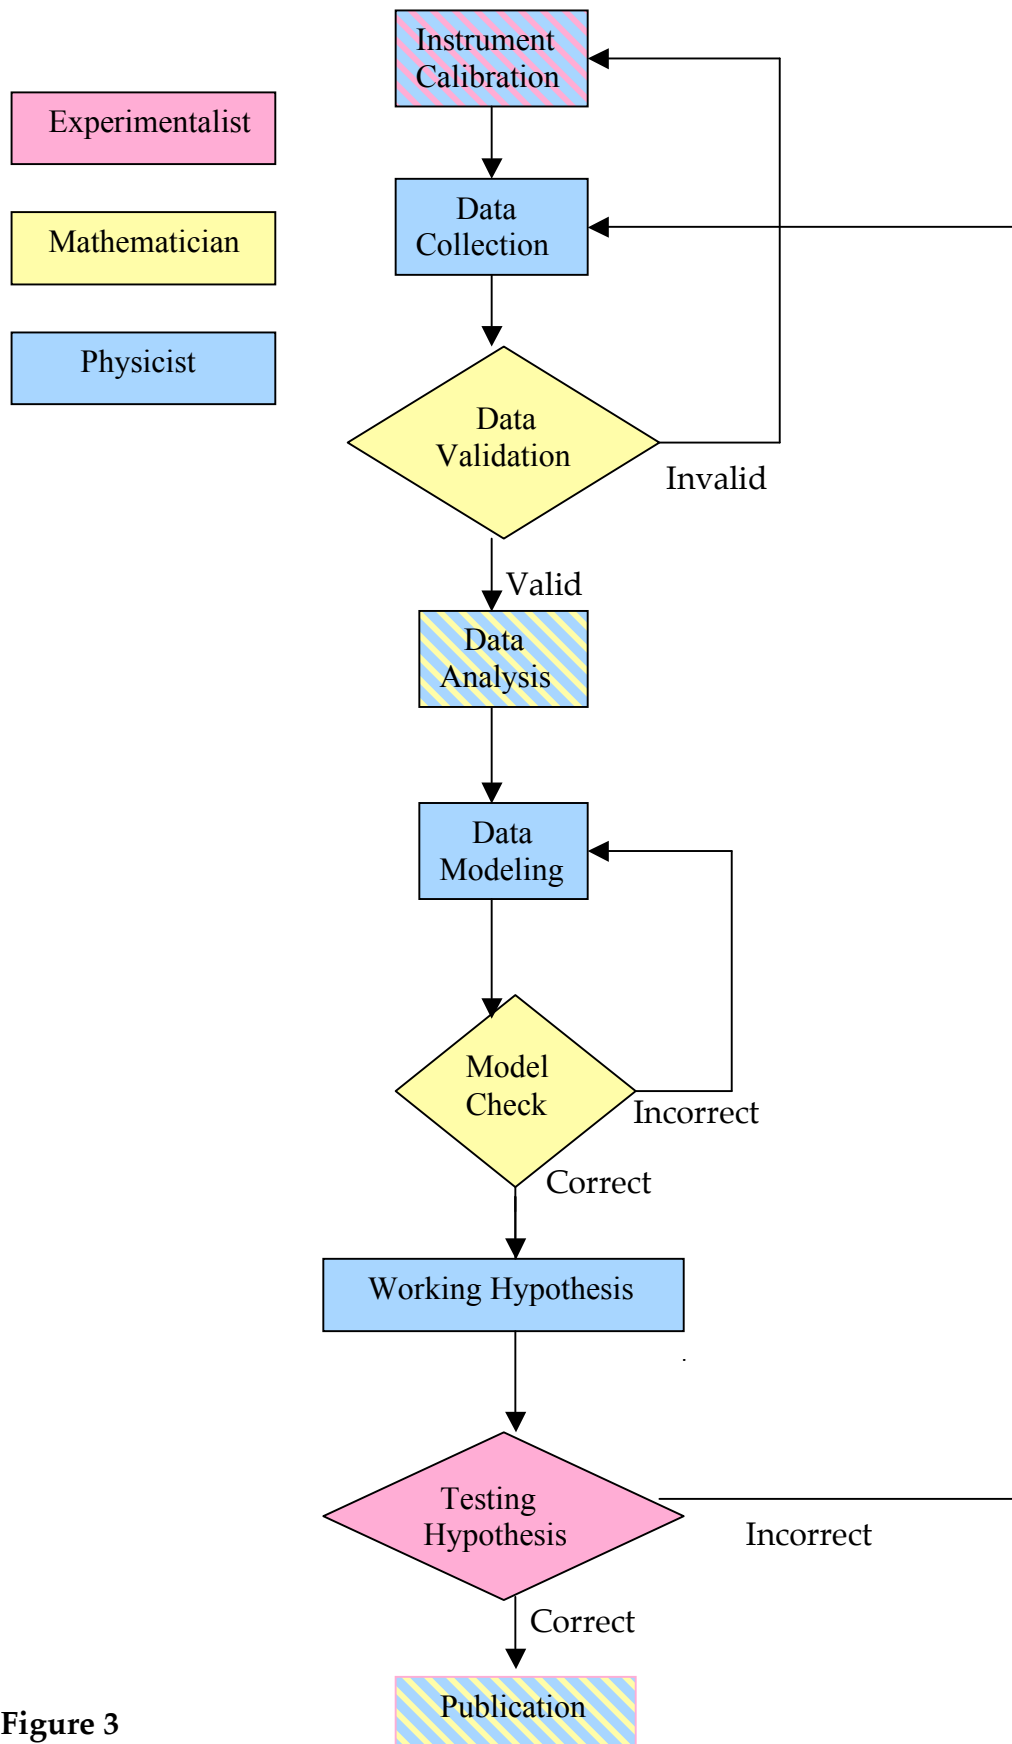 Experimentalist
Mathematician
Physicist
Instrument
Calibration
Data
Collection
Data
Validation
Invalid
Valid
Data
Analysis
Data
Modeling
Model
Check
Incorrect
Correct
Working Hypothesis
Testing
Hypothesis
Incorrect
Correct
Publication
Figure 3